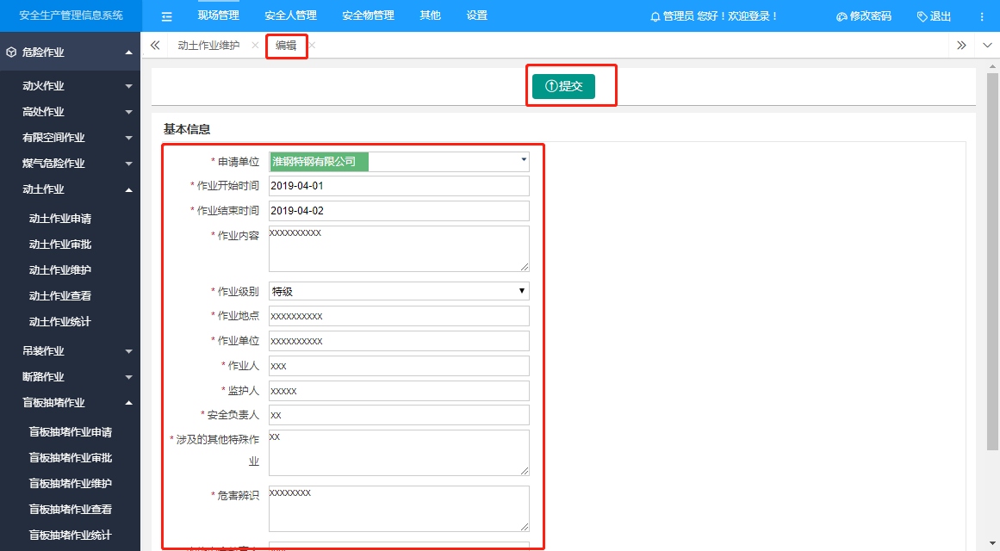 安全生产管理信息系统
现场管理 安全人管理 安全物管理 其他 设置
管理员 您好！欢迎登录！ 修改密码 退出
危险作业
动火作业
高处作业
有限空间作业
煤气危险作业
动土作业
动土作业申请
动土作业审批
动土作业维护
动土作业查看
动土作业统计
吊装作业
断路作业
盲板抽堵作业
盲板抽堵作业申请
盲板抽堵作业审批
盲板抽堵作业维护
盲板抽堵作业查看
盲板抽堵作业统计
动土作业维护 × 编辑 ×
提交
基本信息
* 申请单位 淮钢特钢有限公司
* 作业开始时间 2019-04-01
* 作业结束时间 2019-04-02
* 作业内容 xxxxxxxxxx
* 作业级别 特级
* 作业地点 xxxxxxxxxx
* 作业单位 xxxxxxxxxx
* 作业人 xxx
* 监护人 xxxxx
* 安全负责人 xx
* 涉及的其他特殊作 xx
业
* 危害辨识 xxxxxxxx